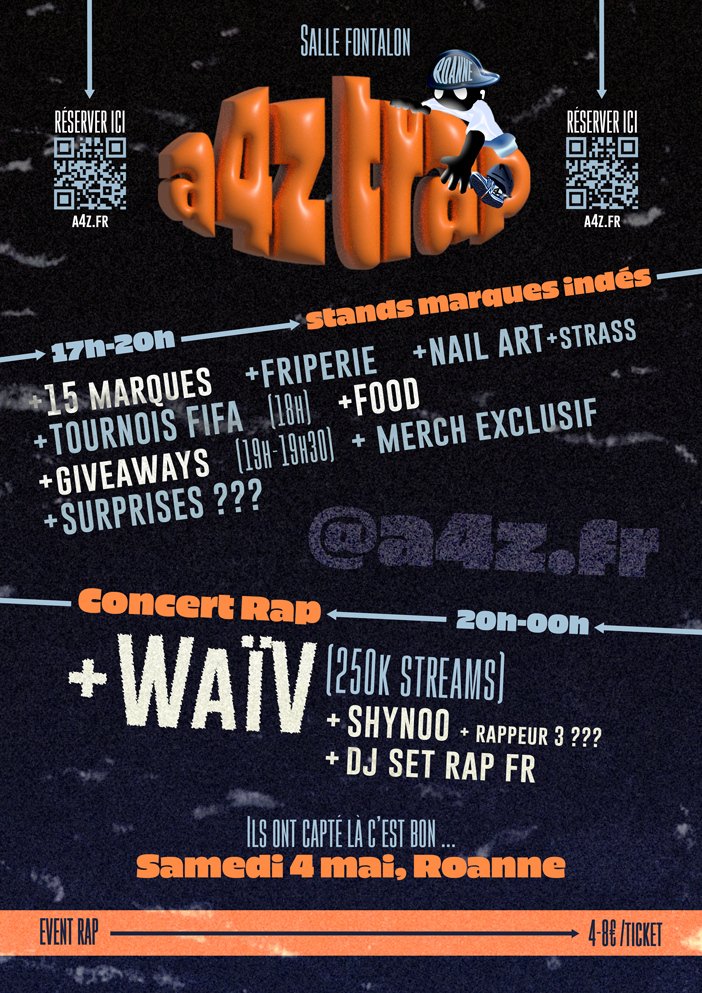 SALLE FONTALON
ROANNE
a4z trap
RÉSERVER ICI
A4Z.FR
RÉSERVER ICI
A4Z.FR
17h-20h
stands marques indés
+15 MARQUES
+FRIPERIE
+NAIL ART+STRASS
+TOURNOIS FIFA (18H)
+FOOD
+GIVEAWAYS (19H-19H30)
+ MERCH EXCLUSIF
+SURPRISES ???
@a4z.fr
Concert Rap
20h-00h
+WAÏV (250K STREAMS)
+ SHYNOO + RAPPEUR 3 ???
+ DJ SET RAP FR
ILS ONT CAPTÉ LÀ C'EST BON ...
Samedi 4 mai, Roanne
EVENT RAP
4-8€/TICKET